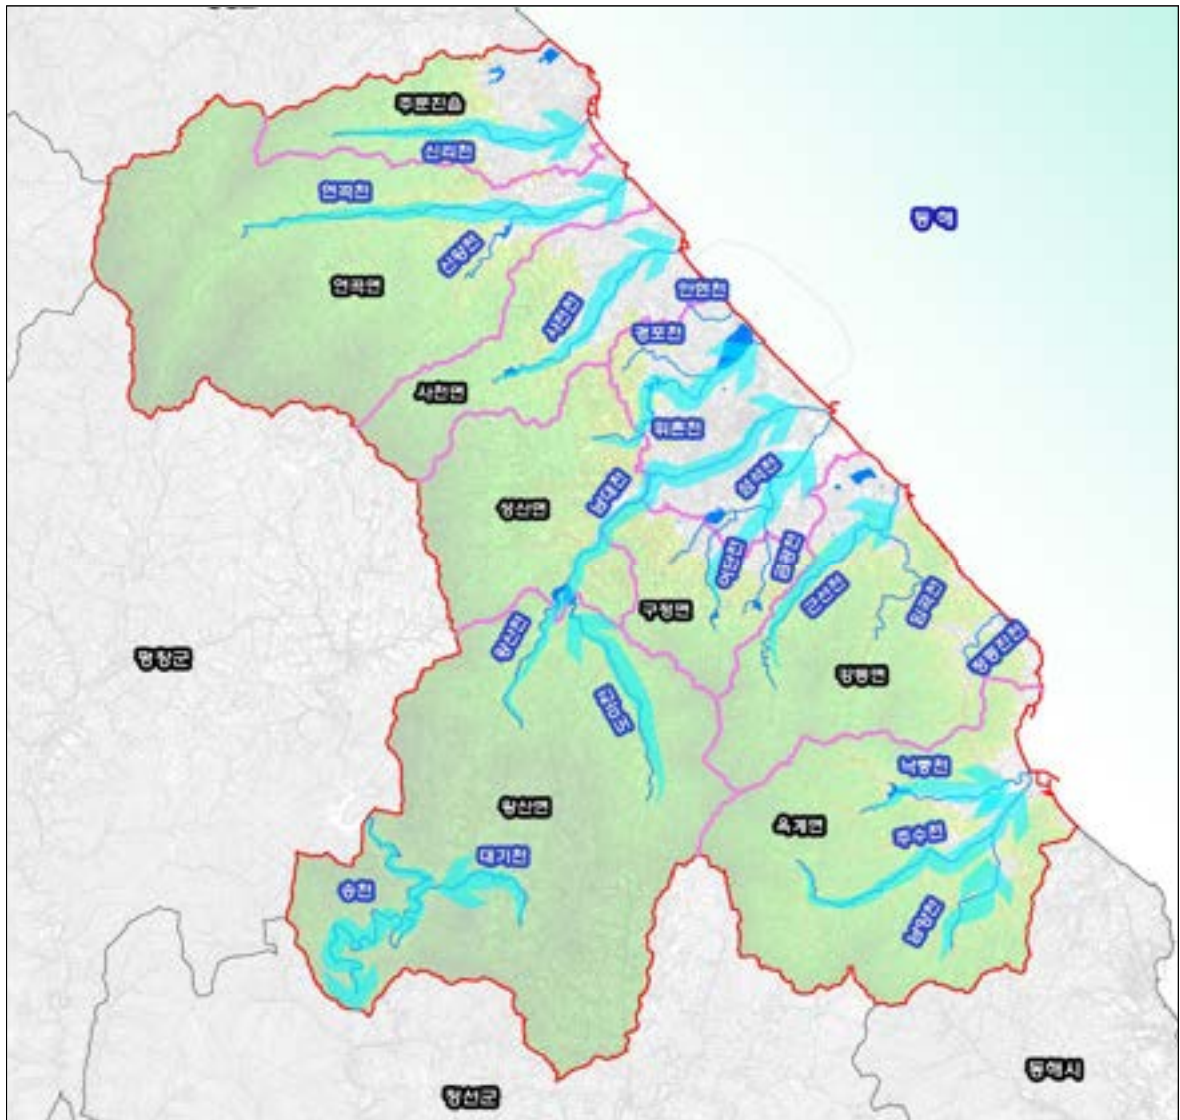 주문진읍
신리천
연곡천
동해
신왕천
연곡면
안현천
사천천
경포천
사천면
위촌천
섬석천
남대천
성산면
어단천
금광천
군선천
임곡천
구정면
정동진천
왕산천
평창군
강동면
낙풍천
왕산면
옥계면
주수천
대기천
송천
남양천
동해시
정선군